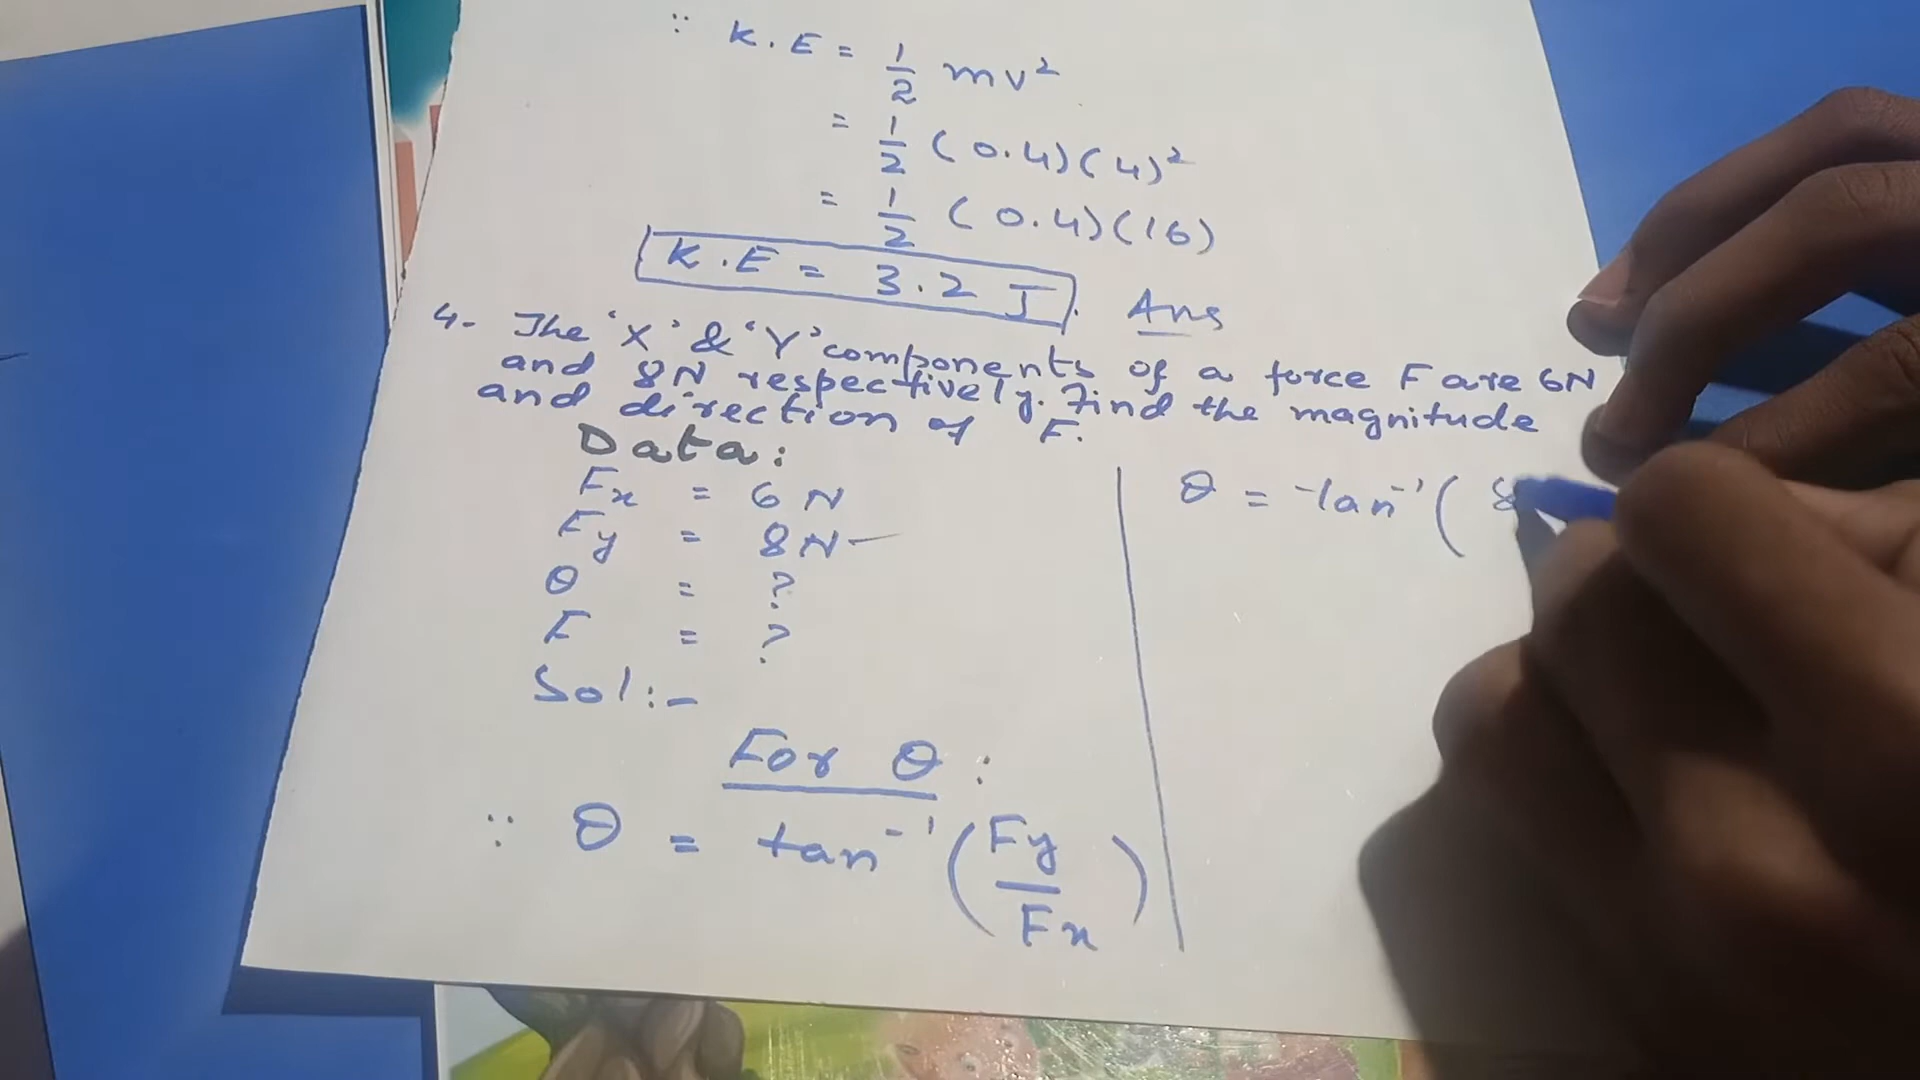 ∵ K.E = 1/2 mv²
= 1/2 (0.4)(4)²
= 1/2 (0.4)(16)
K.E = 3.2 J. Ans
4- The 'X' & 'Y' components of a force F are 6N
and 8N respectively. Find the magnitude
and direction of F.
Data:
Fx = 6 N
Fy = 8N
θ = ?
F = ?
Sol:-
For θ :
∵ θ = tan⁻¹ (Fy/Fx)
θ = tan⁻¹ ( 8